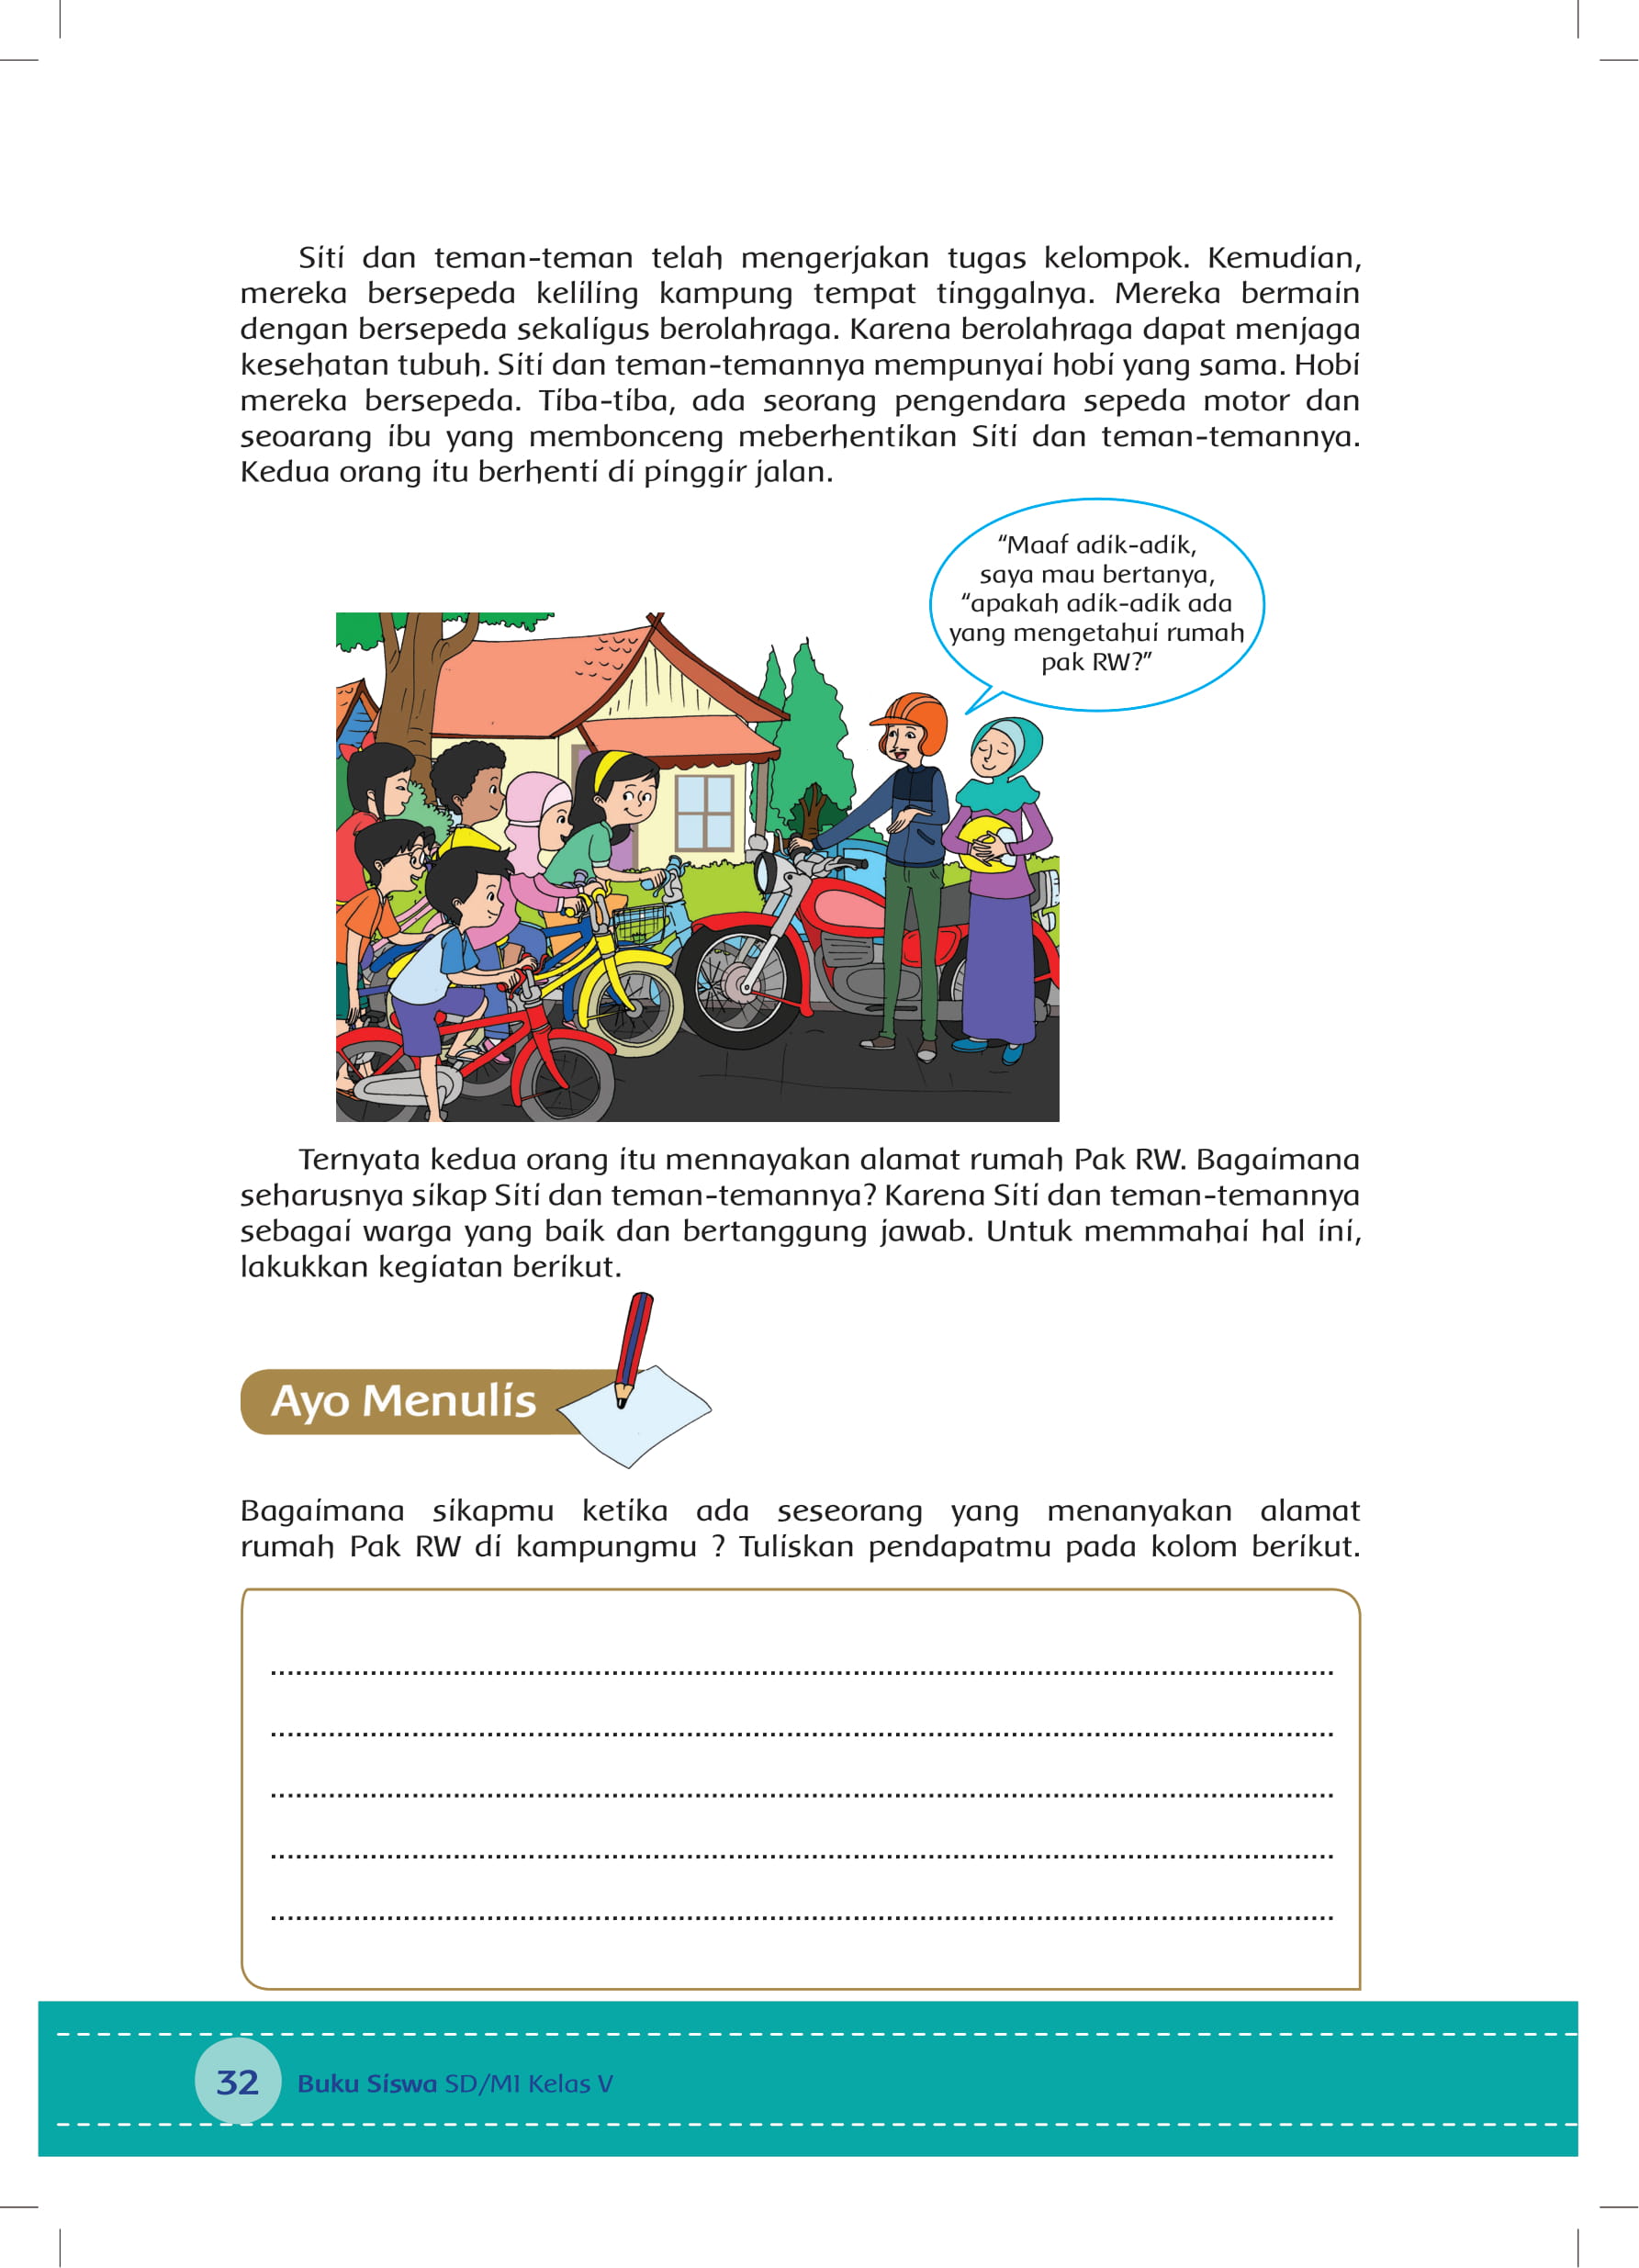 Siti dan teman-teman telah mengerjakan tugas kelompok. Kemudian,
mereka bersepeda keliling kampung tempat tinggalnya. Mereka bermain
dengan bersepeda sekaligus berolahraga. Karena berolahraga dapat menjaga
kesehatan tubuh. Siti dan teman-temannya mempunyai hobi yang sama. Hobi
mereka bersepeda. Tiba-tiba, ada seorang pengendara sepeda motor dan
seoarang ibu yang membonceng meberhentikan Siti dan teman-temannya.
Kedua orang itu berhenti di pinggir jalan.
“Maaf adik-adik,
saya mau bertanya,
“apakah adik-adik ada
yang mengetahui rumah
pak RW?”
Ternyata kedua orang itu mennayakan alamat rumah Pak RW. Bagaimana
seharusnya sikap Siti dan teman-temannya? Karena Siti dan teman-temannya
sebagai warga yang baik dan bertanggung jawab. Untuk memmahai hal ini,
lakukkan kegiatan berikut.
Ayo Menulis
Bagaimana sikapmu ketika ada seseorang yang menanyakan alamat
rumah Pak RW di kampungmu ? Tuliskan pendapatmu pada kolom berikut.
32 Buku Siswa SD/MI Kelas V